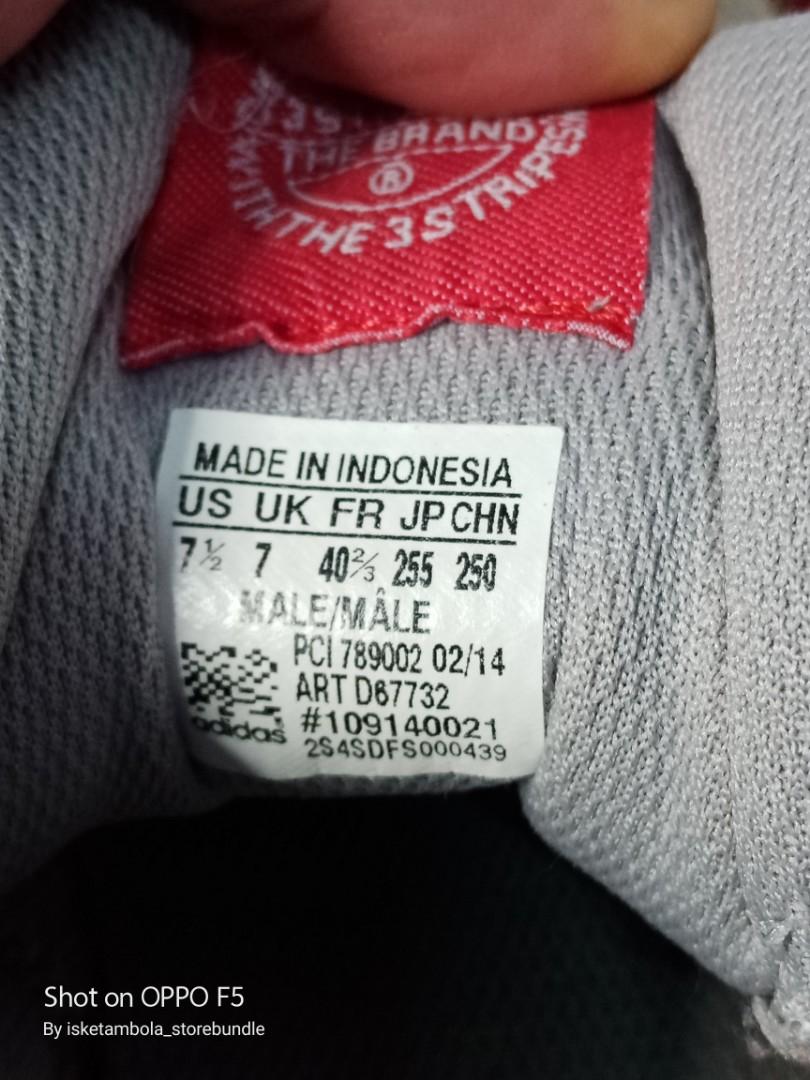 THE BRAND
®
WITH THE 3 STRIPES
MADE IN INDONESIA
US UK FR JP CHN
7½ 7 40⅔ 255 250
MALE/MÂLE
PCI 789002 02/14
ART D67732
#109140021
adidas
2S4SDFS000439
Shot on OPPO F5
By isketambola_storebundle